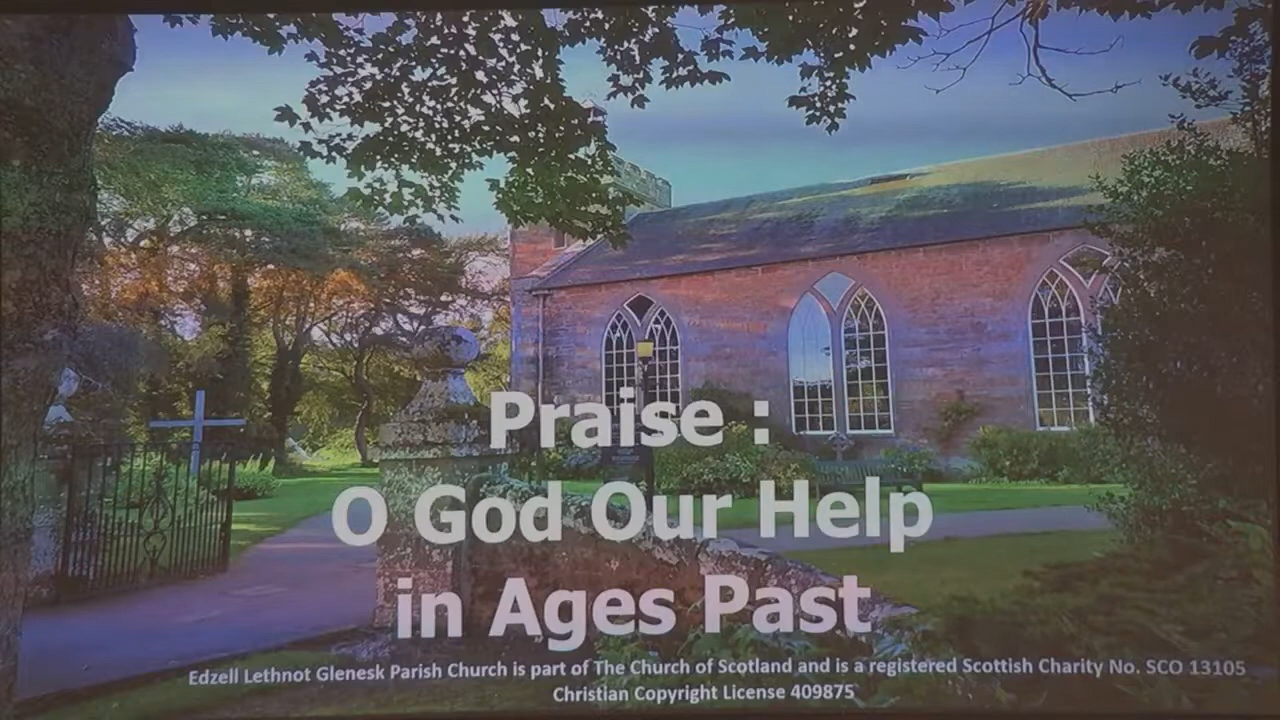 Praise :
O God Our Help
in Ages Past
Edzell Lethnot Glenesk Parish Church is part of The Church of Scotland and is a registered Scottish Charity No. SCO 13105
Christian Copyright License 409875